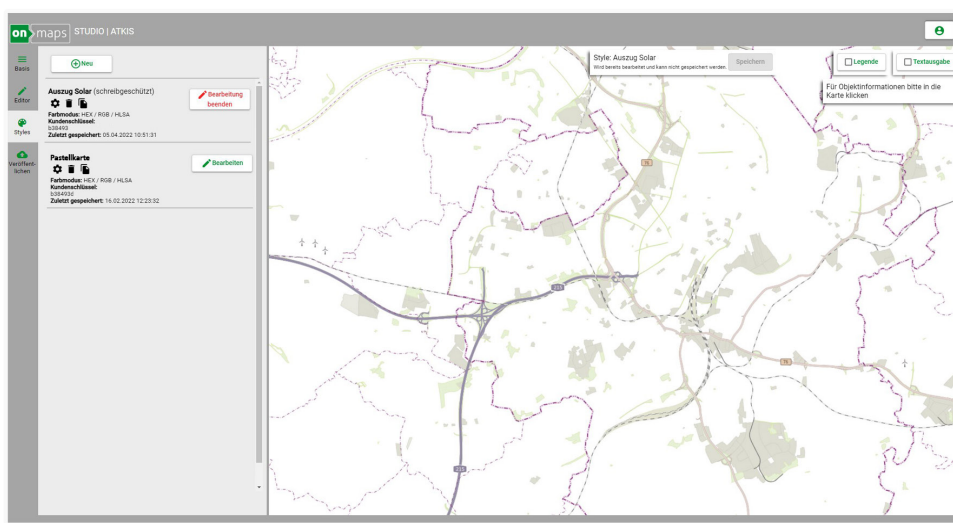 on maps STUDIO | ATKIS
Basis
Editor
Styles
Veröffent-
lichen
Neu
Auszug Solar (schreibgeschützt)
Bearbeitung
beenden
Farbmodus: HEX / RGB / HLSA
Kundenschlüssel:
b38493
Zuletzt gespeichert: 05.04.2022 10:51:31
Pastellkarte
Bearbeiten
Farbmodus: HEX / RGB / HLSA
Kundenschlüssel:
b38493d
Zuletzt gespeichert: 16.02.2022 12:23:32
Style: Auszug Solar
Wird bereits bearbeitet und kann nicht gespeichert werden.
Speichern
Legende
Textausgabe
Für Objektinformationen bitte in die
Karte klicken